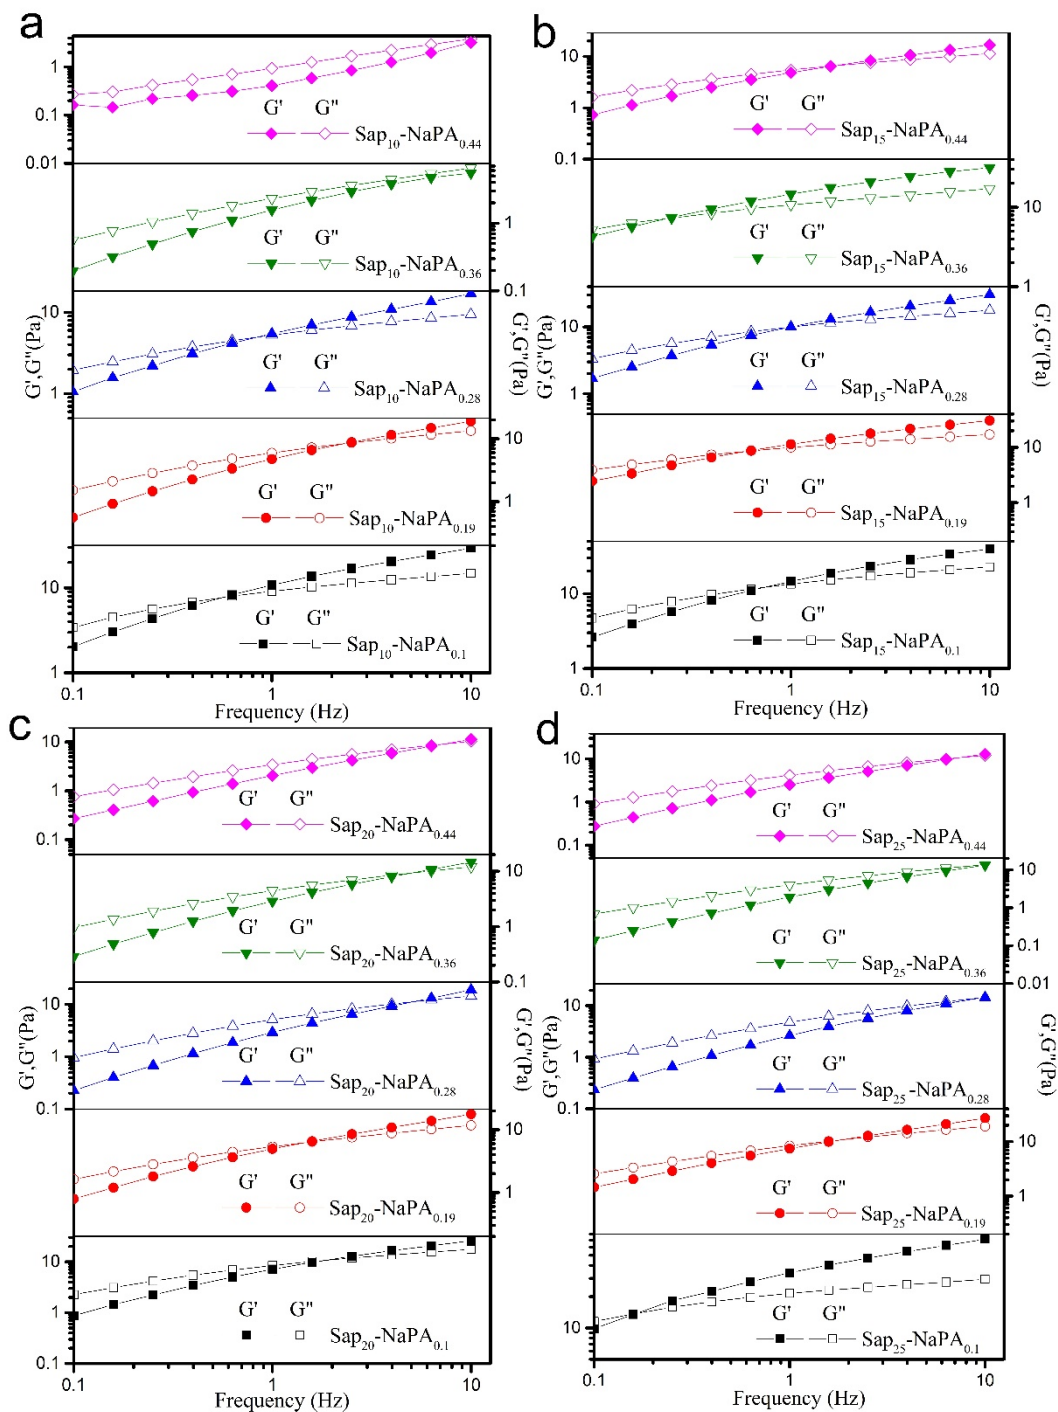 a
1
0.1
0.01
G' G"
Sap10-NaPA0.44
1
0.1
G' G"
Sap10-NaPA0.36
10
1
G' G"
Sap10-NaPA0.28
10
1
G' G"
Sap10-NaPA0.19
10
1
G' G"
Sap10-NaPA0.1
G',G"(Pa)
G',G"(Pa)
0.1 1 10
Frequency (Hz)
b
10
1
0.1
G' G"
Sap15-NaPA0.44
10
1
G' G"
Sap15-NaPA0.36
10
1
G' G"
Sap15-NaPA0.28
10
1
G' G"
Sap15-NaPA0.19
10
1
G' G"
Sap15-NaPA0.1
G',G"(Pa)
G',G"(Pa)
0.1 1 10
Frequency (Hz)
c
10
1
0.1
G' G"
Sap20-NaPA0.44
10
1
0.1
G' G"
Sap20-NaPA0.36
10
1
0.1
G' G"
Sap20-NaPA0.28
10
1
G' G"
Sap20-NaPA0.19
10
1
0.1
G' G"
Sap20-NaPA0.1
G',G"(Pa)
G',G"(Pa)
0.1 1 10
Frequency (Hz)
d
10
1
0.1
G' G"
Sap25-NaPA0.44
10
1
0.1
0.01
G' G"
Sap25-NaPA0.36
10
1
0.1
G' G"
Sap25-NaPA0.28
10
1
G' G"
Sap25-NaPA0.19
10
G' G"
Sap25-NaPA0.1
G',G"(Pa)
G',G"(Pa)
0.1 1 10
Frequency (Hz)